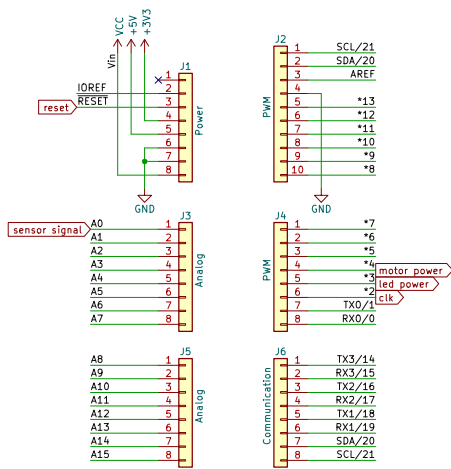 VCC
+5V
+3V3
Vin
J1
1
IOREF 2
reset RESET 3
4
5
6
7
8
Power
GND
J2
1 SCL/21
2 SDA/20
3 AREF
4
5 *13
6 *12
7 *11
8 *10
9 *9
10 *8
PWM
GND
J3
sensor signal A0 1
A1 2
A2 3
A3 4
A4 5
A5 6
A6 7
A7 8
Analog
J4
1 *7
2 *6
3 *5
4 *4 motor power
5 *3 led power
6 *2 clk
7 TX0/1
8 RX0/0
PWM
J5
A8 1
A9 2
A10 3
A11 4
A12 5
A13 6
A14 7
A15 8
Analog
J6
1 TX3/14
2 RX3/15
3 TX2/16
4 RX2/17
5 TX1/18
6 RX1/19
7 SDA/20
8 SCL/21
Communication